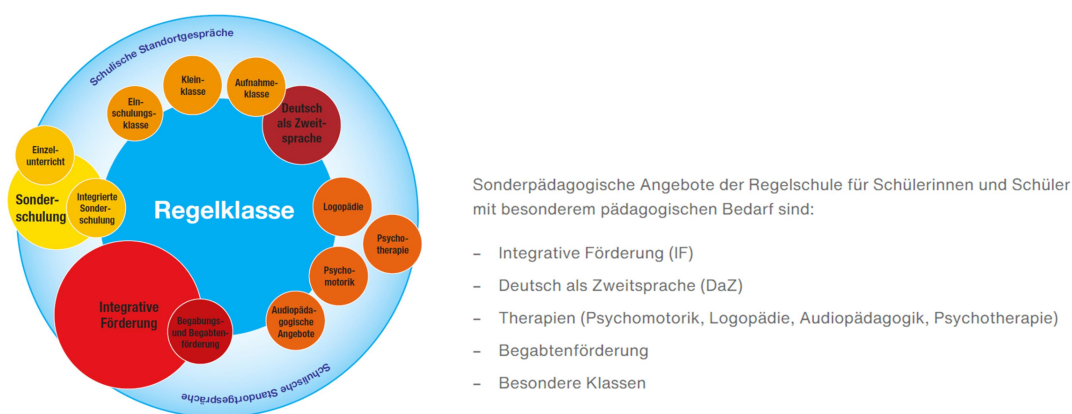 Schulische Standortgespräche
Klein-
klasse
Aufnahme-
klasse
Ein-
schulungs-
klasse
Deutsch
als Zweit-
sprache
Einzel-
unterricht
Sonder-
schulung
Integrierte
Sonder-
schulung
Regelklasse
Logopädie
Psycho-
therapie
Psycho-
motorik
Integrative
Förderung
Begabungs-
und Begabten-
förderung
Audiopäda-
gogische
Angebote
Schulische Standortgespräche
Sonderpädagogische Angebote der Regelschule für Schülerinnen und Schüler
mit besonderem pädagogischen Bedarf sind:
– Integrative Förderung (IF)
– Deutsch als Zweitsprache (DaZ)
– Therapien (Psychomotorik, Logopädie, Audiopädagogik, Psychotherapie)
– Begabtenförderung
– Besondere Klassen